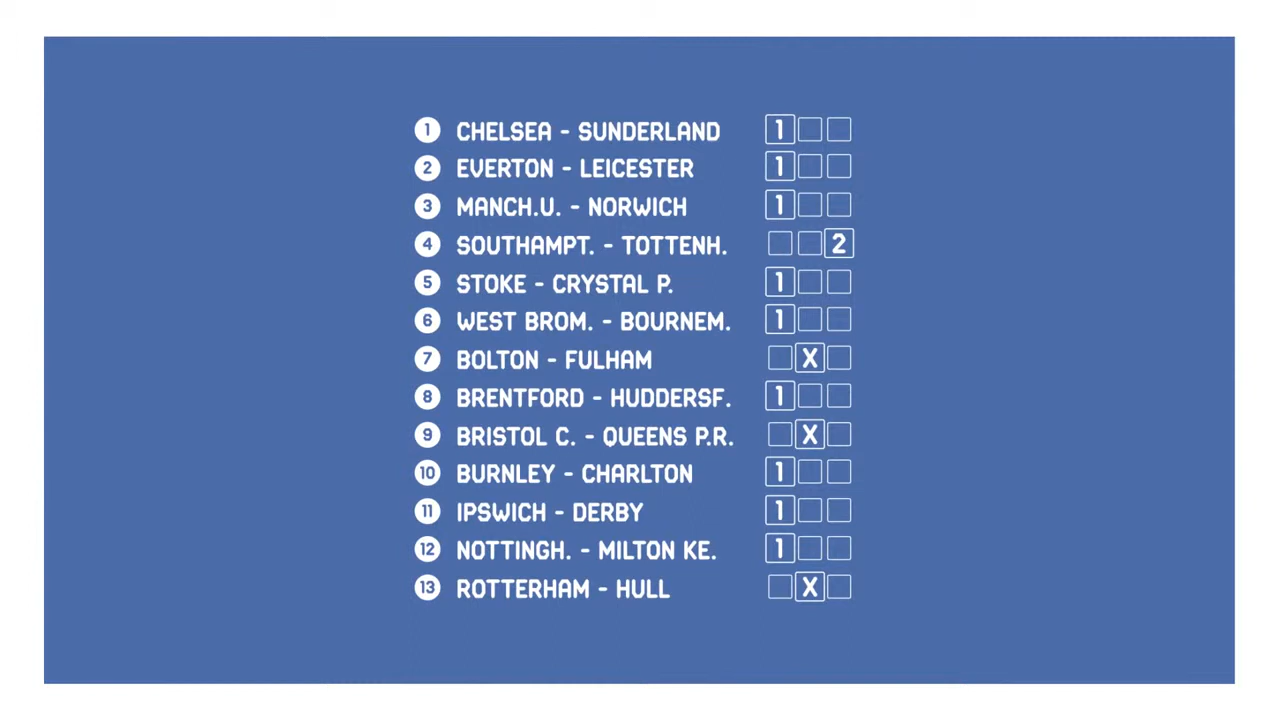 1 CHELSEA - SUNDERLAND 1
2 EVERTON - LEICESTER 1
3 MANCH.U. - NORWICH 1
4 SOUTHAMPT. - TOTTENH. 2
5 STOKE - CRYSTAL P. 1
6 WEST BROM. - BOURNEM. 1
7 BOLTON - FULHAM X
8 BRENTFORD - HUDDERSF. 1
9 BRISTOL C. - QUEENS P.R. X
10 BURNLEY - CHARLTON 1
11 IPSWICH - DERBY 1
12 NOTTINGH. - MILTON KE. 1
13 ROTTERHAM - HULL X